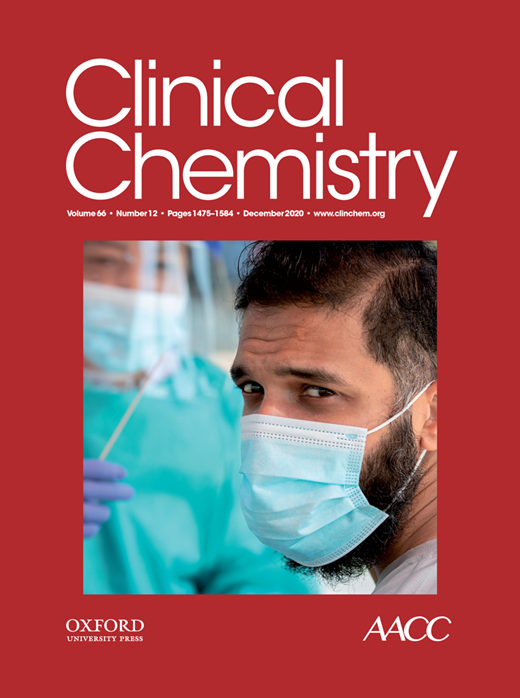 Clinical
Chemistry
Volume 66 • Number 12 • Pages 1475–1584 • December 2020 • www.clinchem.org
OXFORD
UNIVERSITY PRESS
AACC